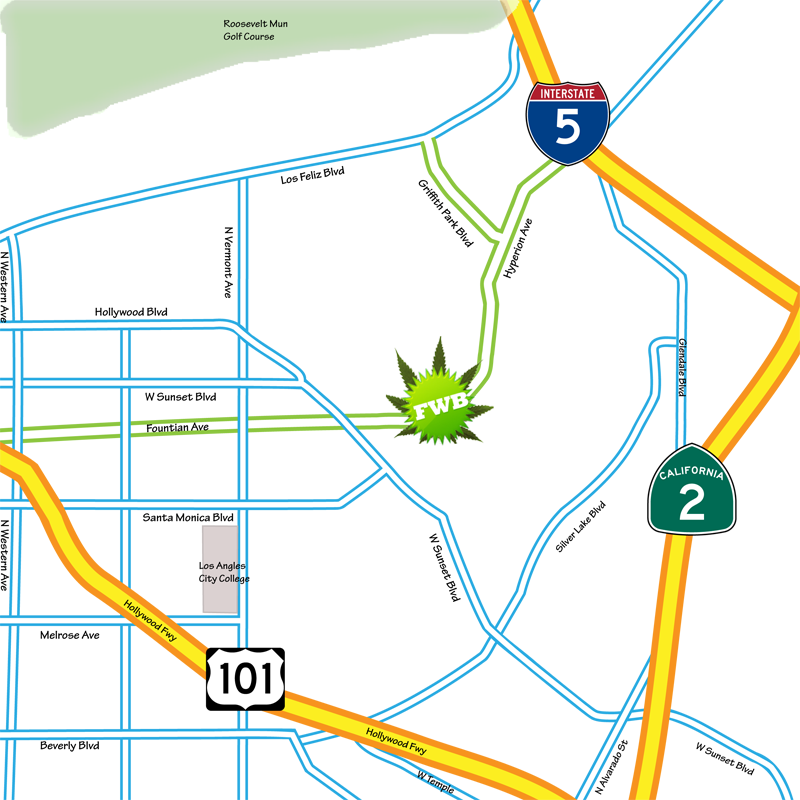 Roosevelt Mun
Golf Course
INTERSTATE
5
Los Feliz Blvd
Griffith Park Blvd
Hyperion Ave
N Vermont Ave
N Western Ave
Hollywood Blvd
Glendale Blvd
W Sunset Blvd
FWB
Fountian Ave
CALIFORNIA
2
Santa Monica Blvd
Silver Lake Blvd
N Western Ave
W Sunset Blvd
Los Angles
City College
Hollywood Fwy
Melrose Ave
101
Hollywood Fwy
Beverly Blvd
W Temple
N Alvarado St
W Sunset Blvd